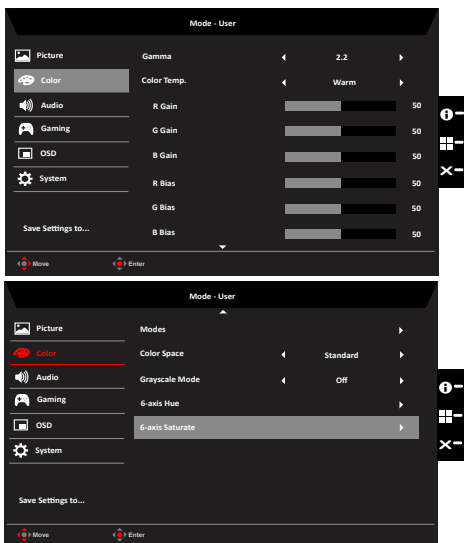 Mode - User
Picture
Gamma 2.2
Color
Color Temp. Warm
Audio
R Gain 50
Gaming
G Gain 50
OSD
B Gain 50
System
R Bias 50
G Bias 50
Save Settings to...
B Bias 50
Move Enter
Mode - User
Picture
Modes
Color
Color Space Standard
Audio
Grayscale Mode Off
Gaming
6-axis Hue
OSD
6-axis Saturate
System
Save Settings to...
Move Enter